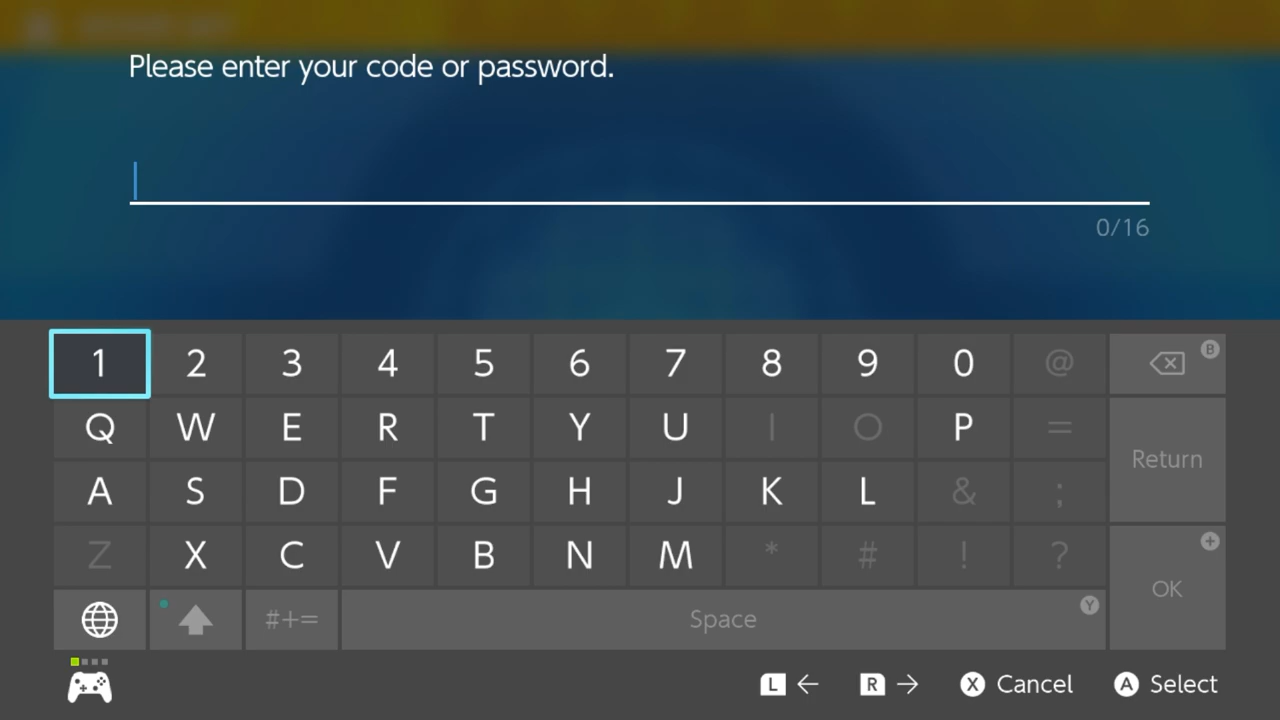 Please enter your code or password.
0/16
1 2 3 4 5 6 7 8 9 0 @ B
Q W E R T Y U I O P = Return
A S D F G H J K L & ;
Z X C V B N M * # ! ? + OK
#+= Space Y
L ← R → X Cancel A Select